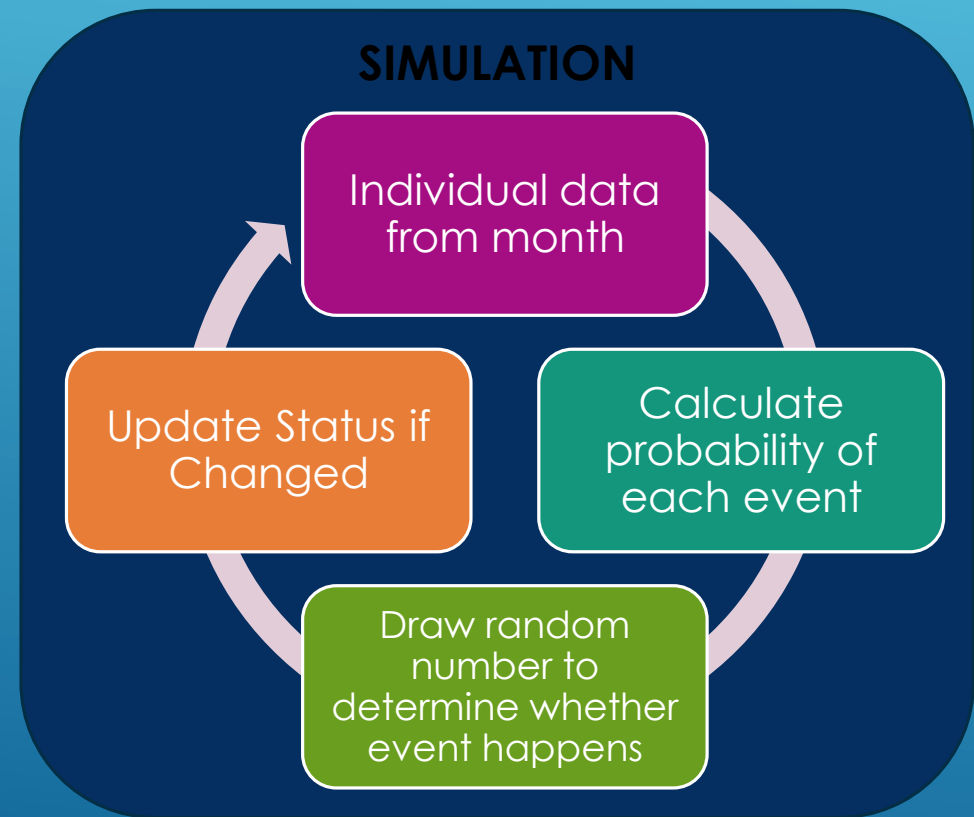 SIMULATION
Individual data
from month
Calculate
probability of
each event
Draw random
number to
determine whether
event happens
Update Status if
Changed